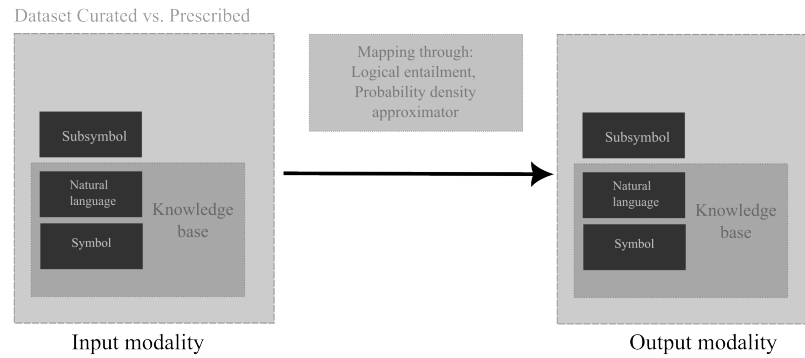 Dataset Curated vs. Prescribed
Mapping through:
Logical entailment,
Probability density
approximator
Subsymbol
Natural
language
Symbol
Knowledge
base
Subsymbol
Natural
language
Symbol
Knowledge
base
Input modality
Output modality